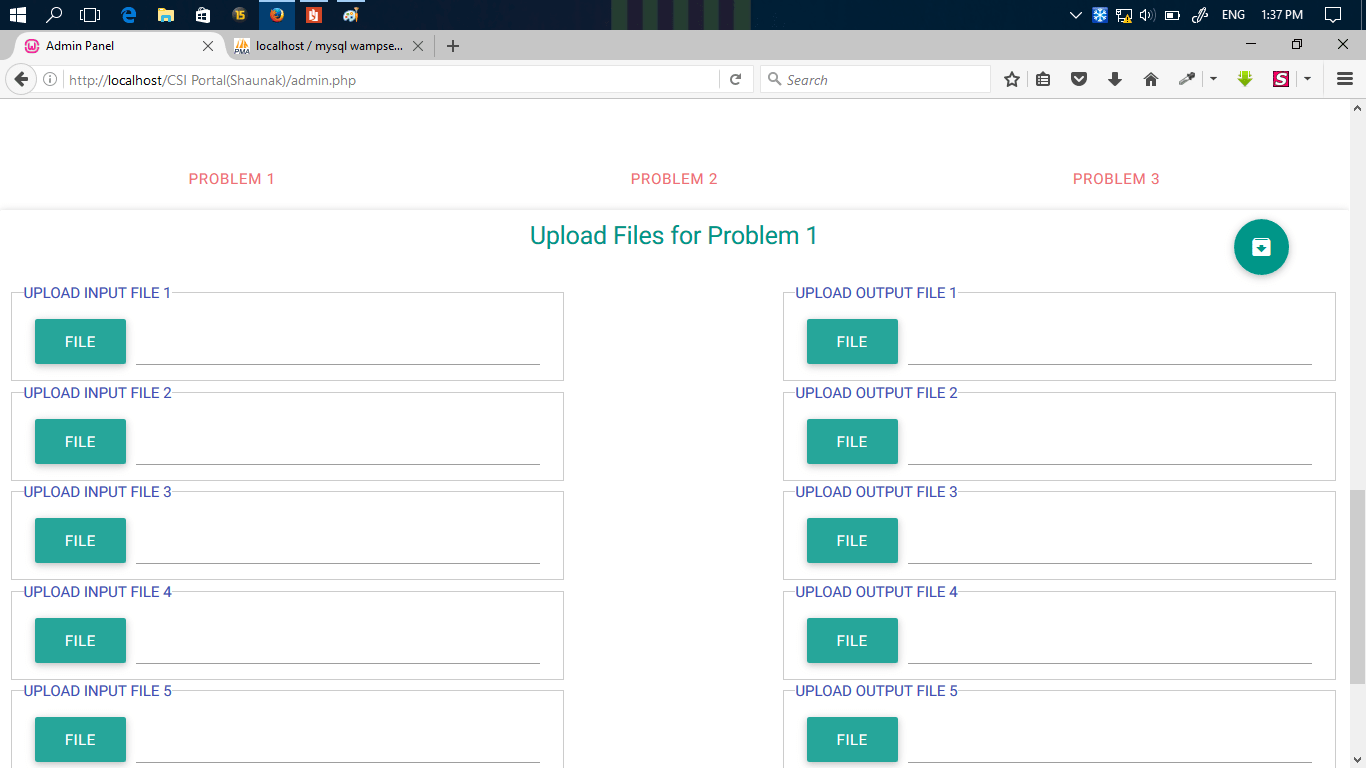 ENG 1:37 PM
Admin Panel
localhost / mysql wampse...
http://localhost/CSI Portal(Shaunak)/admin.php
Search
PROBLEM 1 PROBLEM 2 PROBLEM 3
Upload Files for Problem 1
UPLOAD INPUT FILE 1 UPLOAD OUTPUT FILE 1
FILE FILE
UPLOAD INPUT FILE 2 UPLOAD OUTPUT FILE 2
FILE FILE
UPLOAD INPUT FILE 3 UPLOAD OUTPUT FILE 3
FILE FILE
UPLOAD INPUT FILE 4 UPLOAD OUTPUT FILE 4
FILE FILE
UPLOAD INPUT FILE 5 UPLOAD OUTPUT FILE 5
FILE FILE